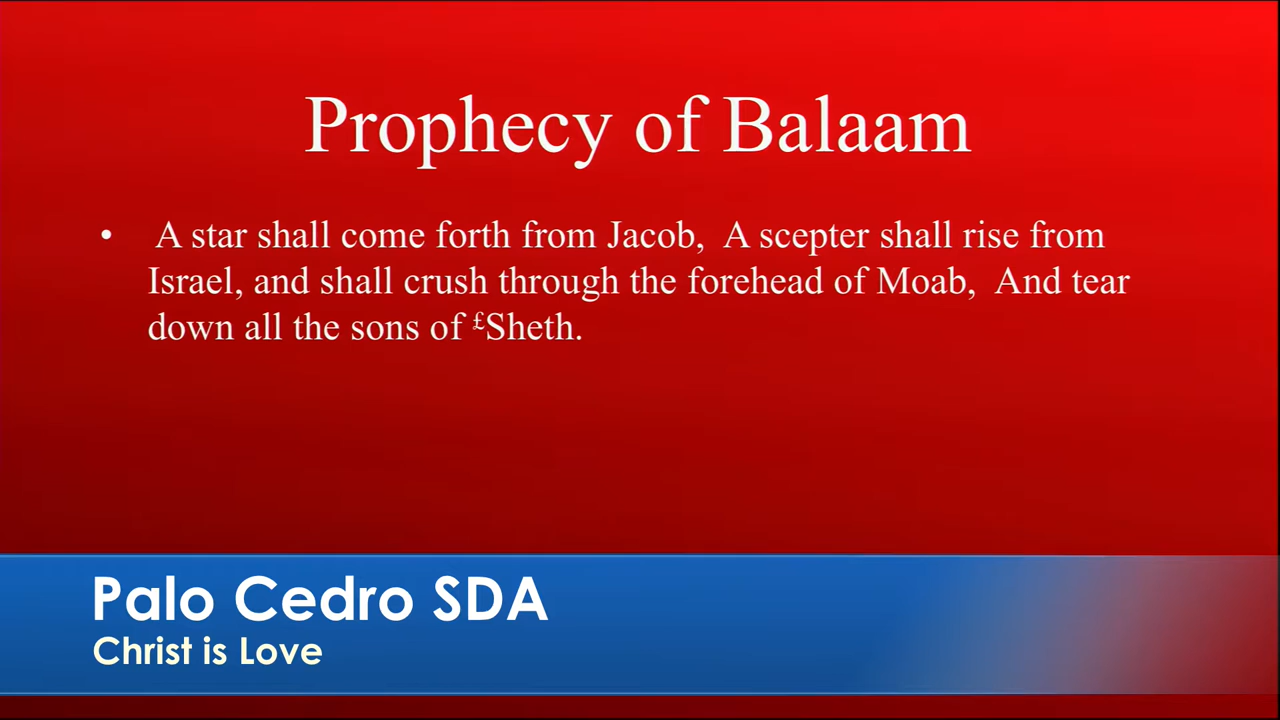 Prophecy of Balaam
• A star shall come forth from Jacob, A scepter shall rise from
Israel, and shall crush through the forehead of Moab, And tear
down all the sons of £Sheth.
Palo Cedro SDA
Christ is Love